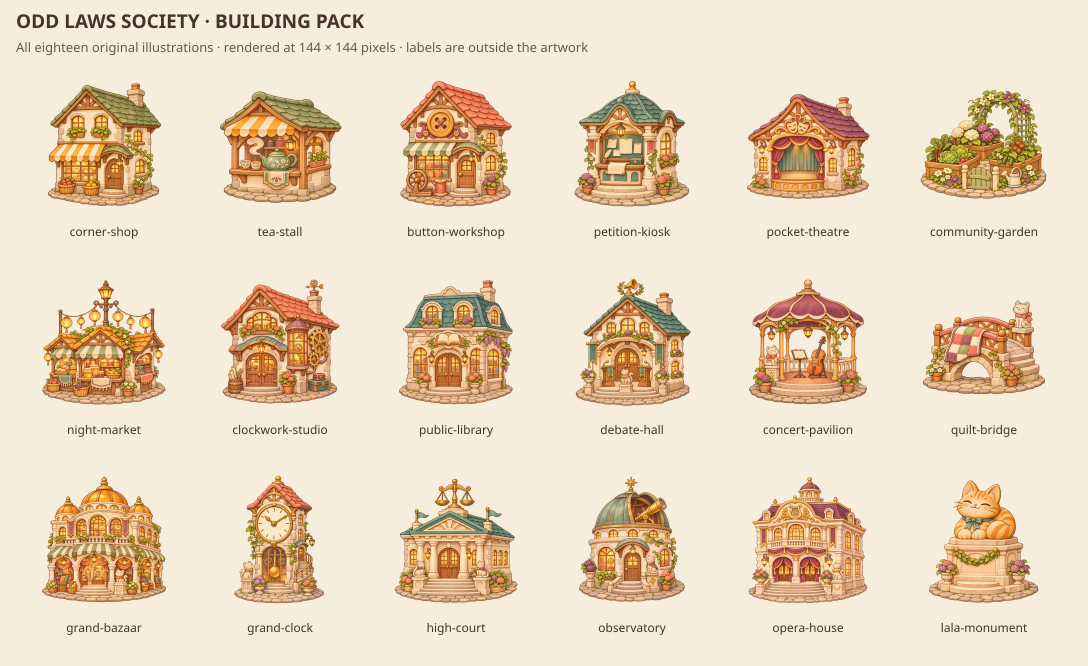 ODD LAWS SOCIETY · BUILDING PACK
All eighteen original illustrations · rendered at 144 × 144 pixels · labels are outside the artwork
corner-shop
tea-stall
button-workshop
petition-kiosk
pocket-theatre
community-garden
night-market
clockwork-studio
public-library
debate-hall
concert-pavilion
quilt-bridge
grand-bazaar
grand-clock
high-court
observatory
opera-house
lala-monument